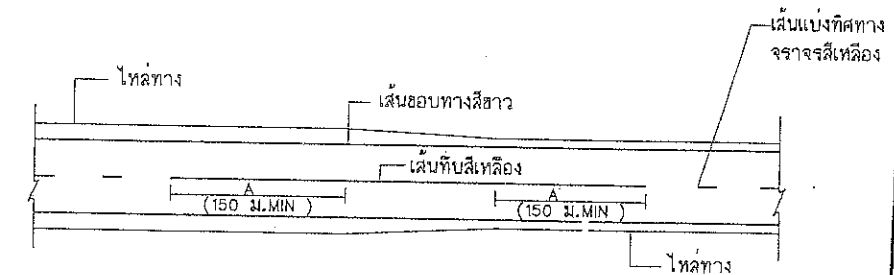 เส้นแบ่งทิศทาง
จราจรสีเหลือง
ไหล่ทาง
เส้นขอบทางสีขาว
เส้นทึบสีเหลือง
A
(150 ม.MIN )
A
(150 ม.MIN )
ไหล่ทาง